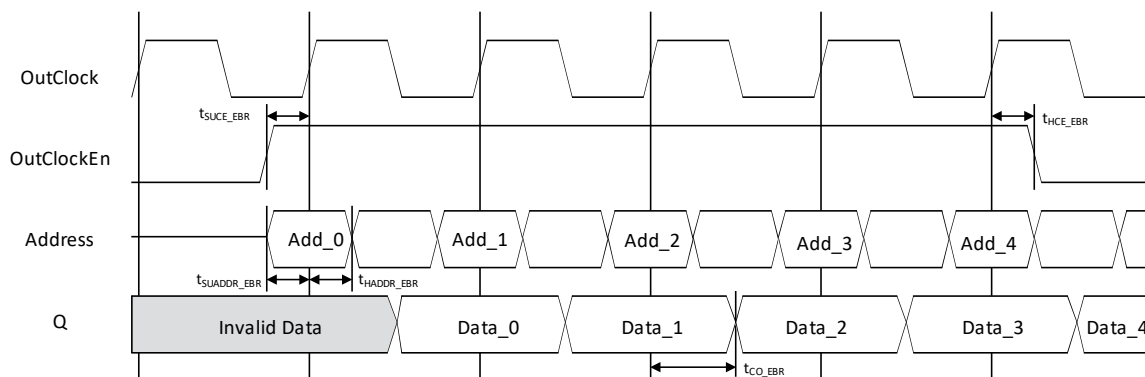 OutClock
tSUCE_EBR
tHCE_EBR
OutClockEn
Address
Add_0
Add_1
Add_2
Add_3
Add_4
tSUADDR_EBR
tHADDR_EBR
Q
Invalid Data
Data_0
Data_1
Data_2
Data_3
Data_4
tCO_EBR